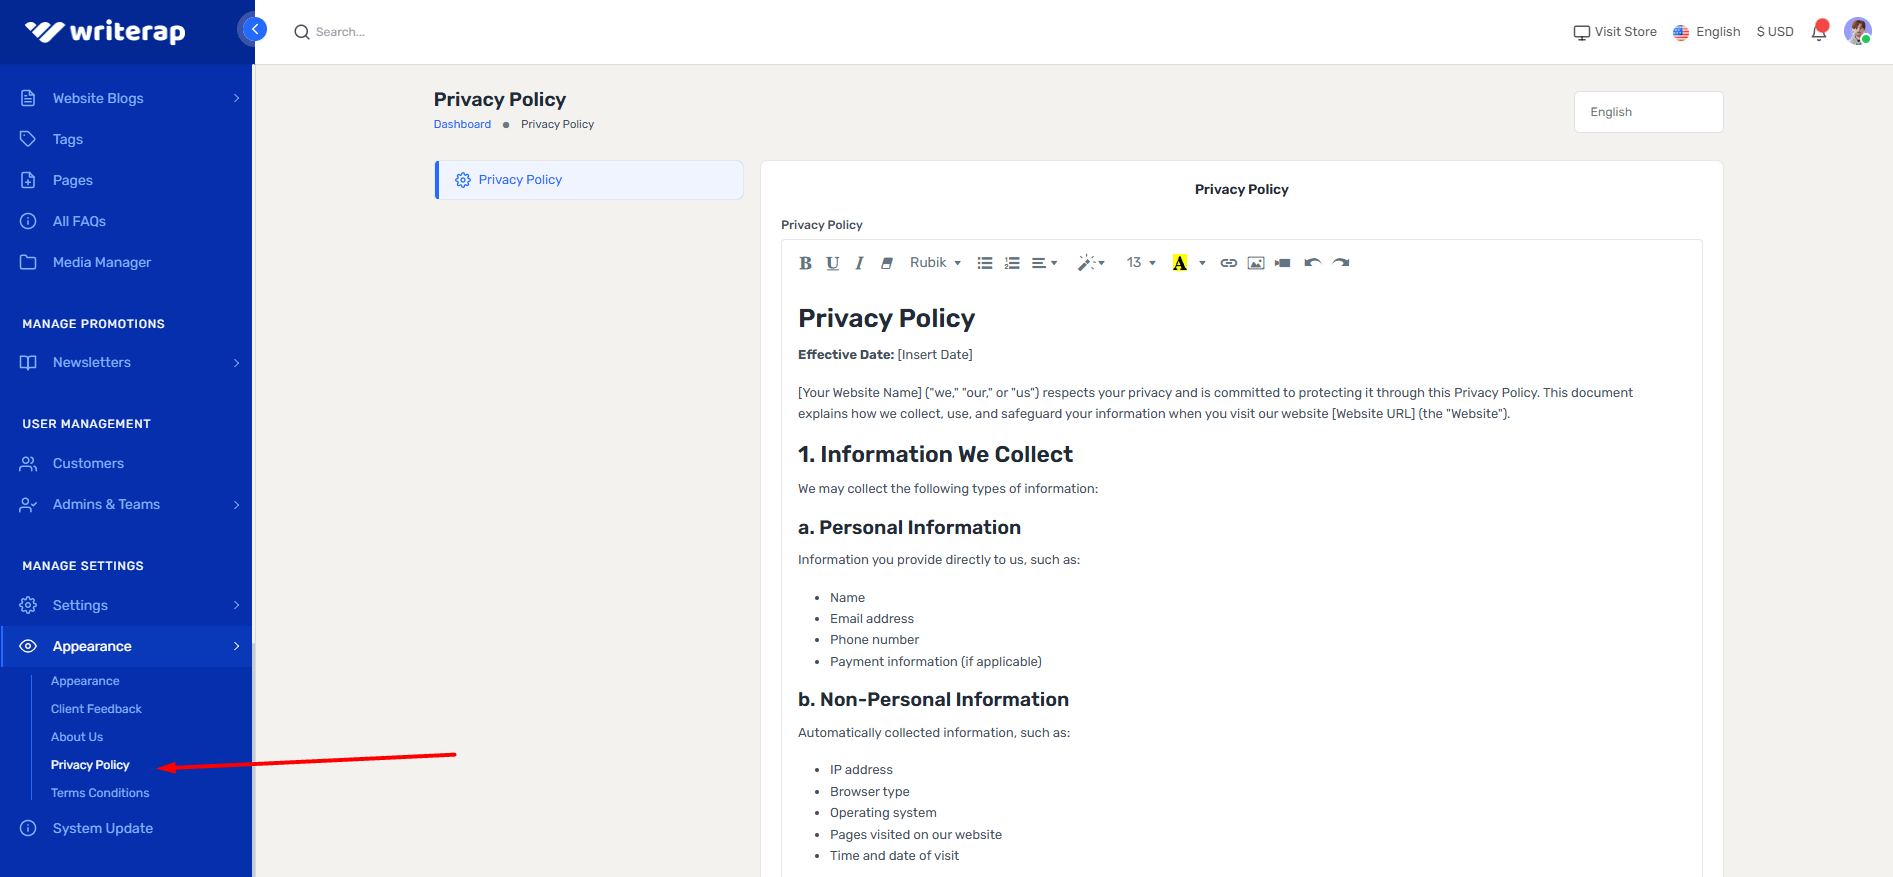 writerap
Search...
Visit Store
English
$ USD
Website Blogs
Tags
Pages
All FAQs
Media Manager
MANAGE PROMOTIONS
Newsletters
USER MANAGEMENT
Customers
Admins & Teams
MANAGE SETTINGS
Settings
Appearance
Appearance
Client Feedback
About Us
Privacy Policy
Terms Conditions
System Update
Privacy Policy
Dashboard ● Privacy Policy
English
Privacy Policy
Privacy Policy
Privacy Policy
B U I Rubik 13 A
Privacy Policy
Effective Date: [Insert Date]
[Your Website Name] ("we," "our," or "us") respects your privacy and is committed to protecting it through this Privacy Policy. This document
explains how we collect, use, and safeguard your information when you visit our website [Website URL] (the "Website").
1. Information We Collect
We may collect the following types of information:
a. Personal Information
Information you provide directly to us, such as:
• Name
• Email address
• Phone number
• Payment information (if applicable)
b. Non-Personal Information
Automatically collected information, such as:
• IP address
• Browser type
• Operating system
• Pages visited on our website
• Time and date of visit